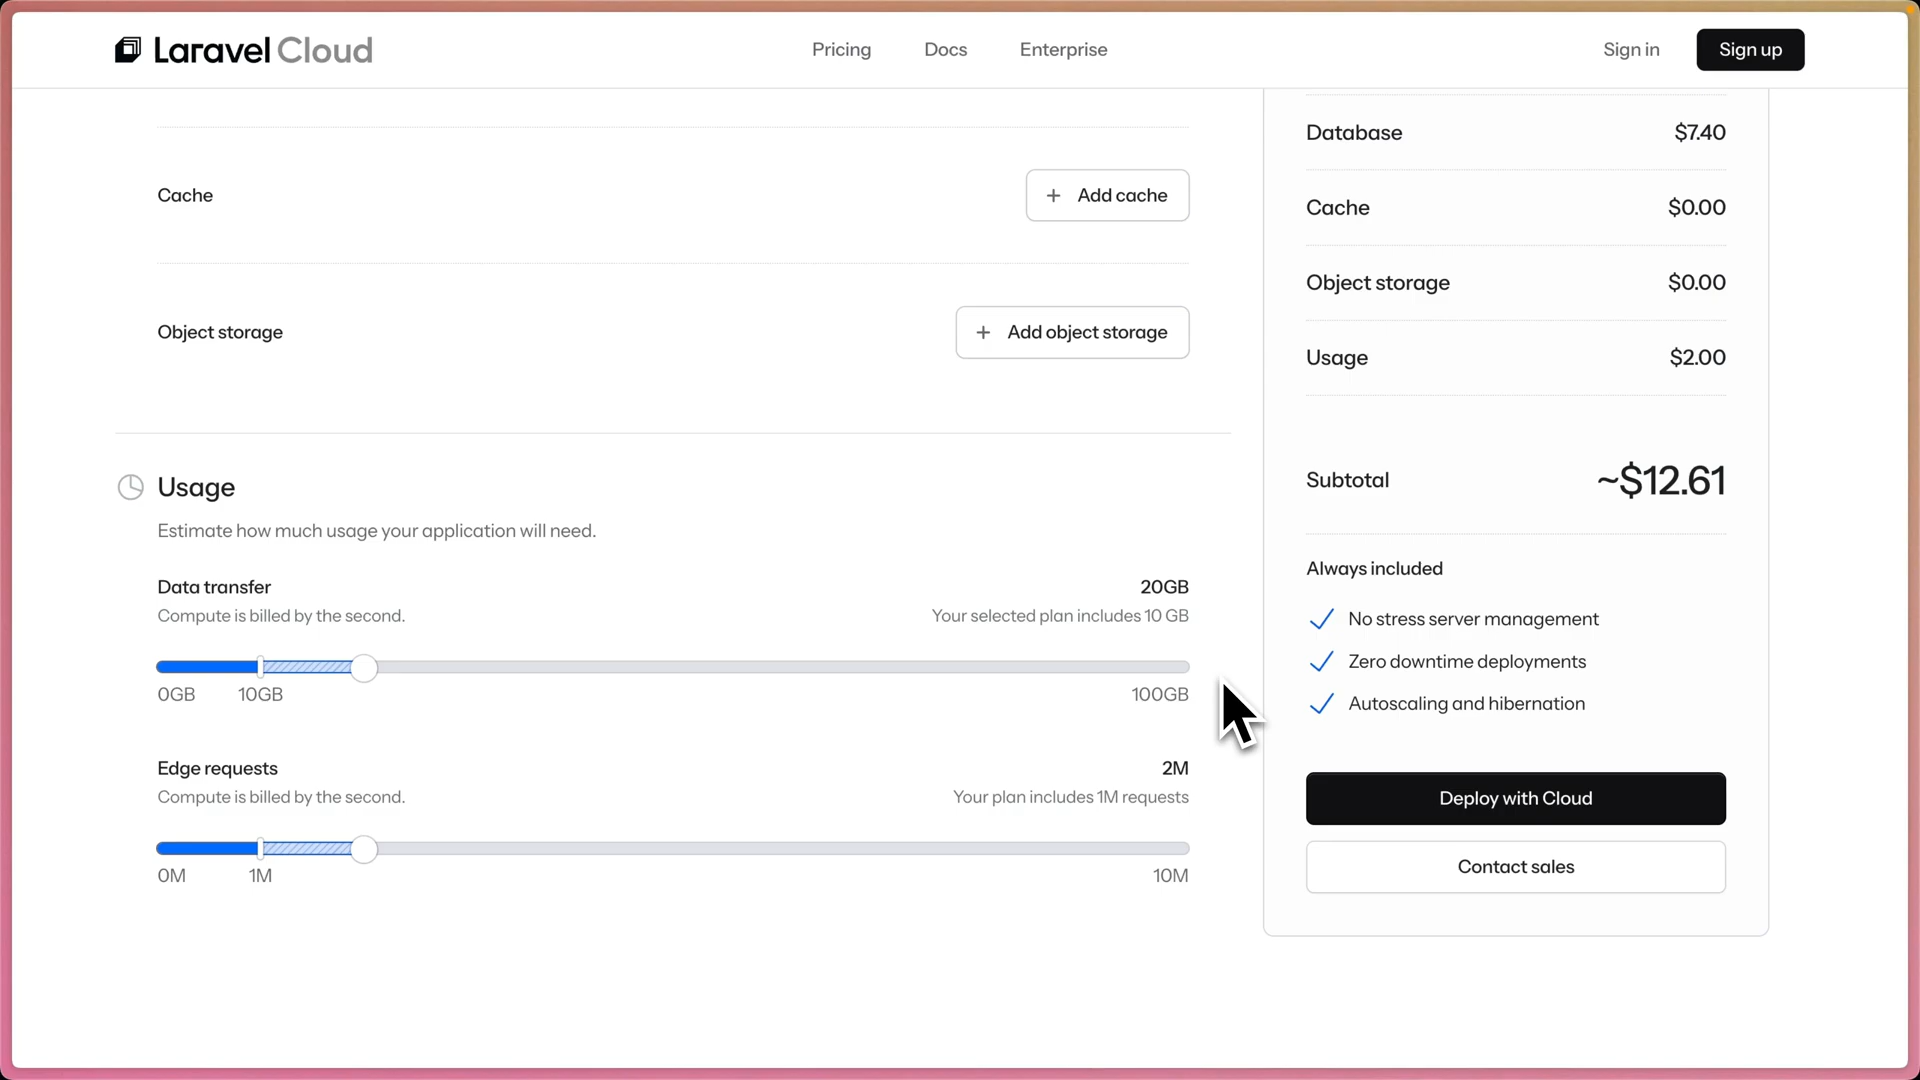 Laravel Cloud
Pricing
Docs
Enterprise
Sign in
Sign up
Cache
+ Add cache
Object storage
+ Add object storage
Usage
Estimate how much usage your application will need.
Data transfer
20GB
Compute is billed by the second.
Your selected plan includes 10 GB
0GB
10GB
100GB
Edge requests
2M
Compute is billed by the second.
Your plan includes 1M requests
0M
1M
10M
Database $7.40
Cache $0.00
Object storage $0.00
Usage $2.00
Subtotal ~$12.61
Always included
No stress server management
Zero downtime deployments
Autoscaling and hibernation
Deploy with Cloud
Contact sales